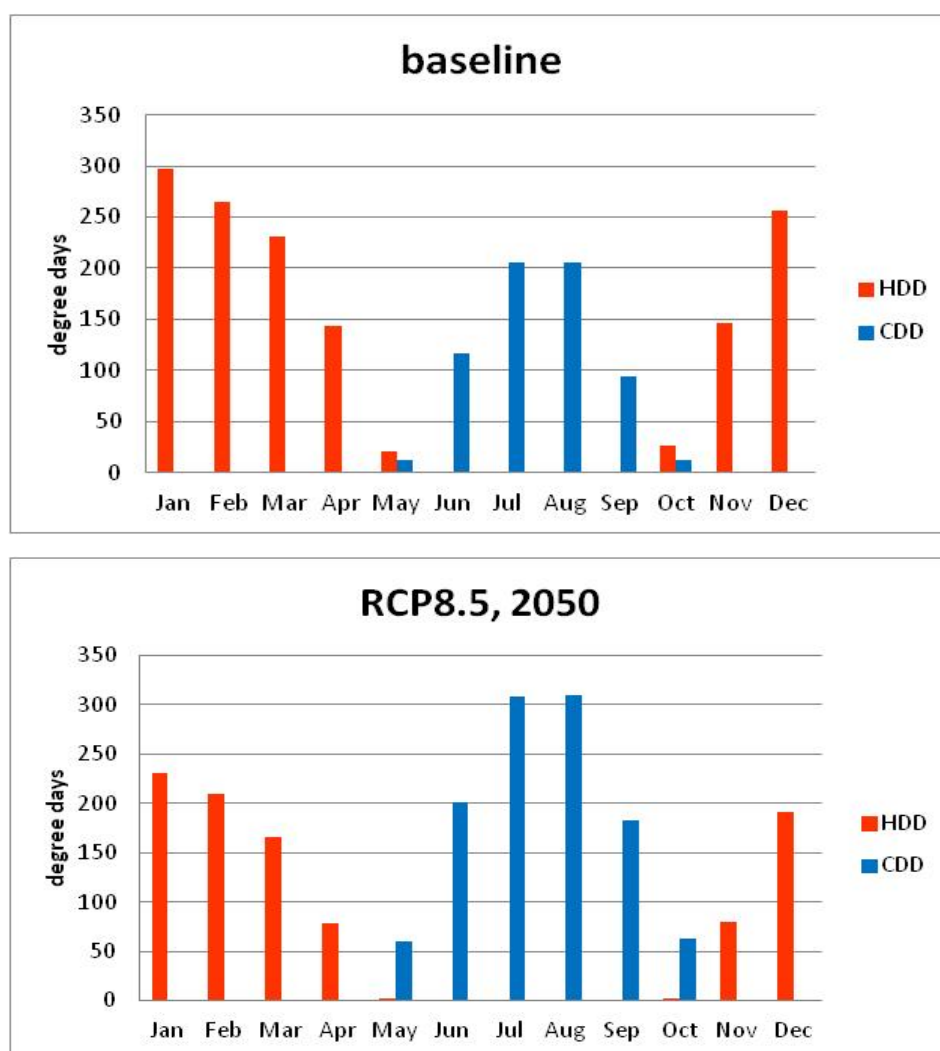 baseline
350
300
250
200
150
100
50
0
degree days
Jan Feb Mar Apr May Jun Jul Aug Sep Oct Nov Dec
HDD
CDD
RCP8.5, 2050
350
300
250
200
150
100
50
0
degree days
Jan Feb Mar Apr May Jun Jul Aug Sep Oct Nov Dec
HDD
CDD